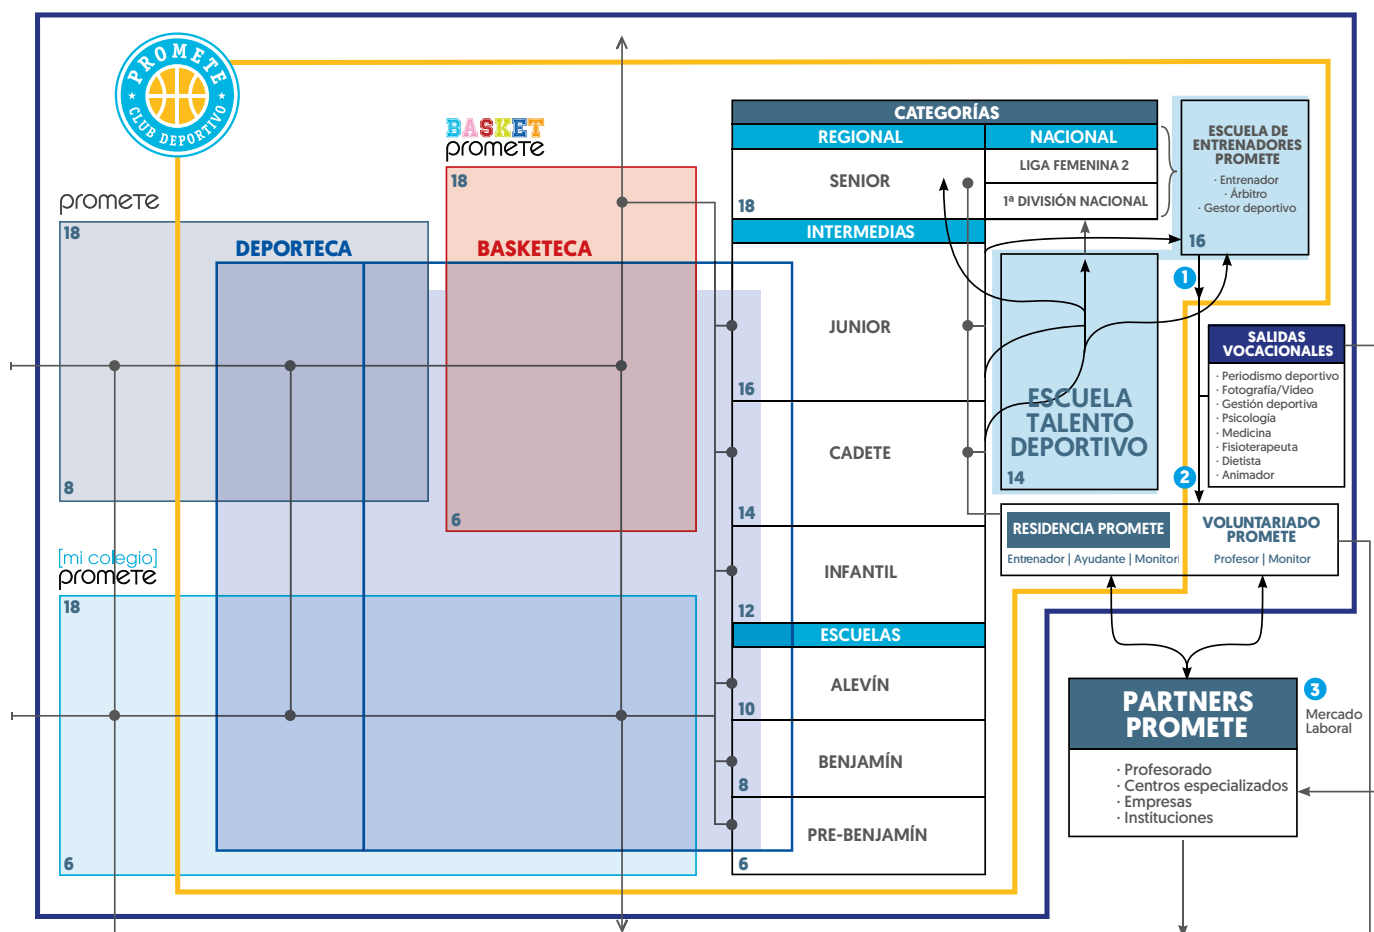 PROMETE
CLUB DEPORTIVO
promete
18
DEPORTECA
8
BASKET
promete
18
BASKETECA
6
[mi colegio]
promete
18
6
CATEGORÍAS
REGIONAL
NACIONAL
SENIOR
18
LIGA FEMENINA 2
1ª DIVISIÓN NACIONAL
INTERMEDIAS
JUNIOR
16
CADETE
14
INFANTIL
12
ESCUELAS
ALEVÍN
10
BENJAMÍN
8
PRE-BENJAMÍN
6
ESCUELA DE
ENTRENADORES
PROMETE
· Entrenador
· Árbitro
· Gestor deportivo
16
1
ESCUELA
TALENTO
DEPORTIVO
14
SALIDAS
VOCACIONALES
· Periodismo deportivo
· Fotografía/Vídeo
· Gestión deportiva
· Psicología
· Medicina
· Fisioterapeuta
· Dietista
· Animador
2
RESIDENCIA PROMETE
Entrenador | Ayudante | Monitor
VOLUNTARIADO
PROMETE
Profesor | Monitor
PARTNERS
PROMETE
· Profesorado
· Centros especializados
· Empresas
· Instituciones
3
Mercado
Laboral